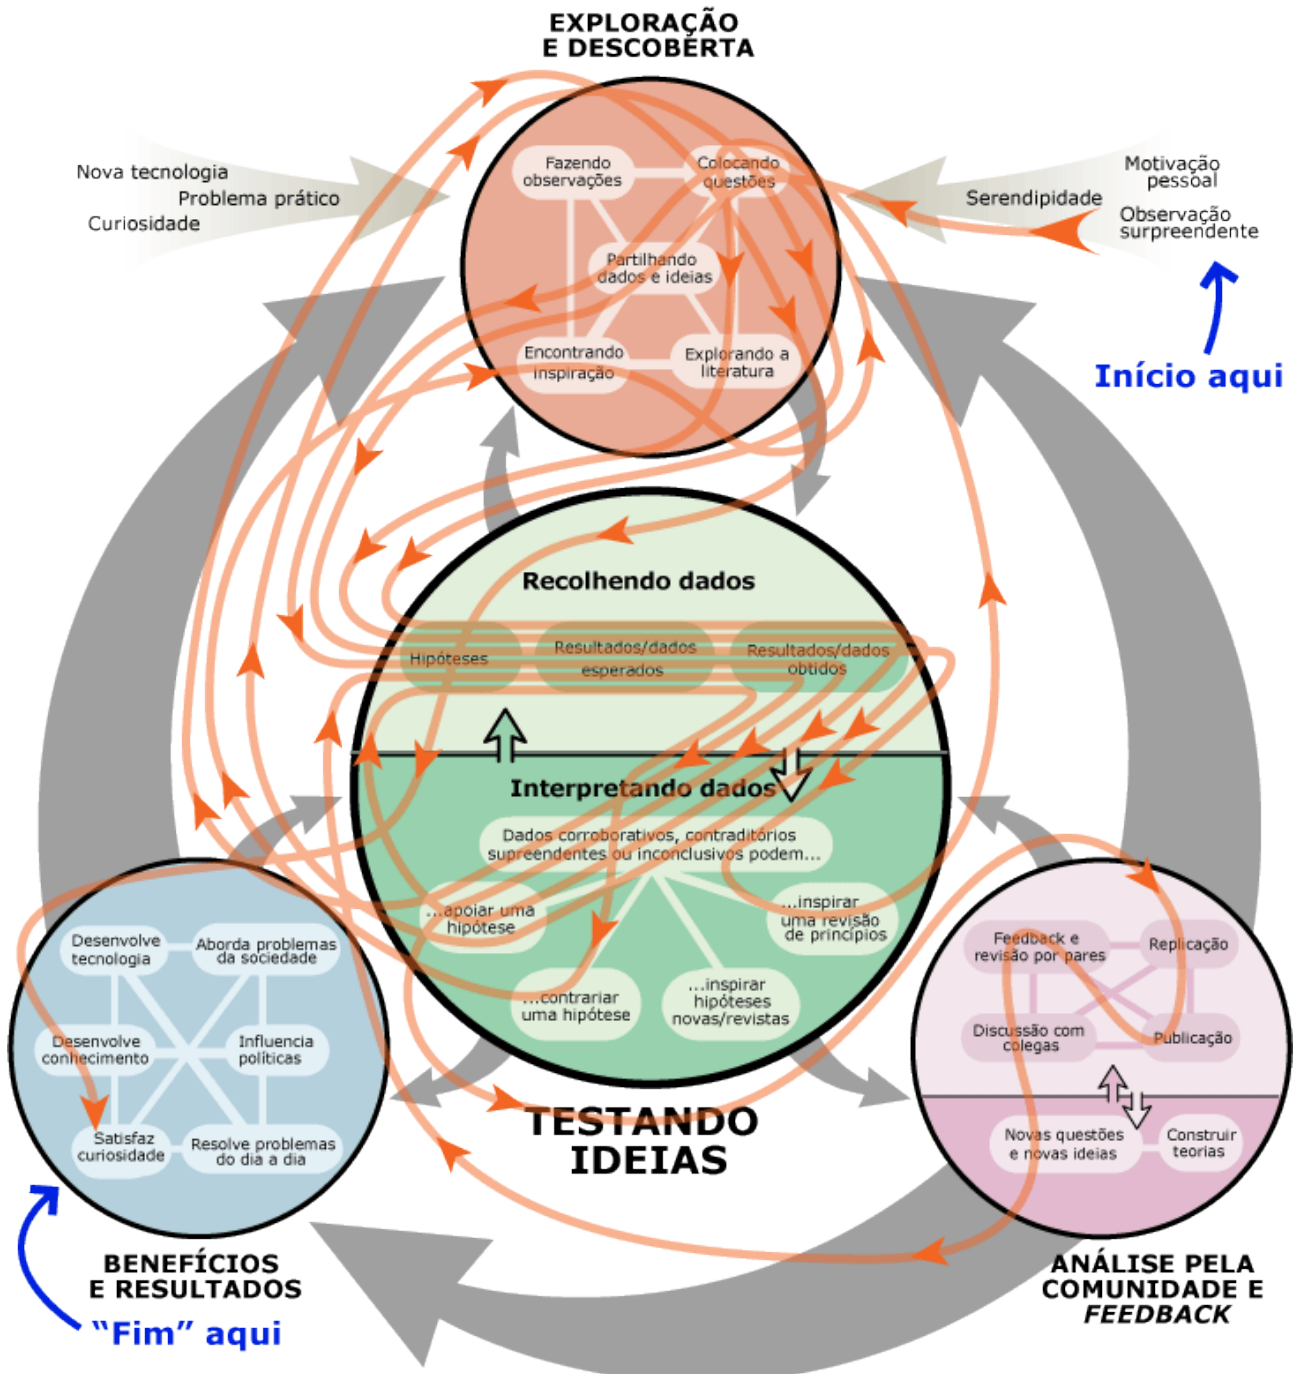 EXPLORAÇÃO
E DESCOBERTA
Nova tecnologia
Problema prático
Curiosidade
Motivação
pessoal
Serendipidade
Observação
surpreendente
Início aqui
Fazendo
observações
Colocando
questões
Partilhando
dados e ideias
Encontrando
inspiração
Explorando a
literatura
Recolhendo dados
Hipóteses
Resultados/dados
esperados
Resultados/dados
obtidos
Interpretando dados
Dados corroborativos, contraditórios
supreendentes ou inconclusivos podem...
...apoiar uma
hipótese
...inspirar
uma revisão
de princípios
...contrariar
uma hipótese
...inspirar
hipóteses
novas/revistas
TESTANDO
IDEIAS
Desenvolve
tecnologia
Aborda problemas
da sociedade
Desenvolve
conhecimento
Influencia
políticas
Satisfaz
curiosidade
Resolve problemas
do dia a dia
BENEFÍCIOS
E RESULTADOS
“Fim” aqui
Feedback e
revisão por pares
Replicação
Discussão com
colegas
Publicação
Novas questões
e novas ideias
Construir
teorias
ANÁLISE PELA
COMUNIDADE E
FEEDBACK